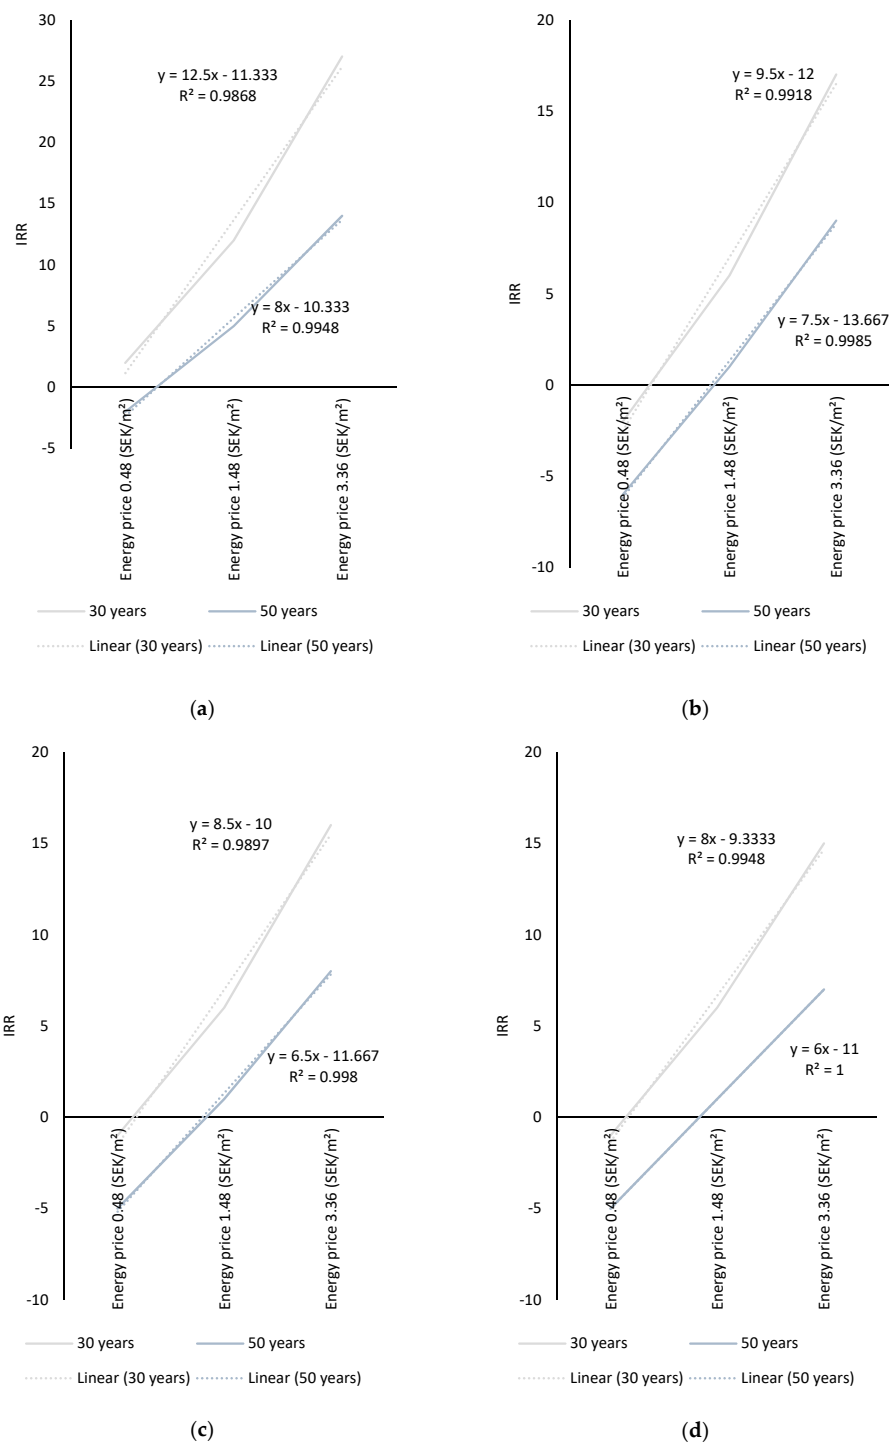 30
25
20
15
10
5
0
-5
IRR
y = 12.5x - 11.333
R² = 0.9868
y = 8x - 10.333
R² = 0.9948
Energy price 0.48 (SEK/m²)
Energy price 1.48 (SEK/m²)
Energy price 3.36 (SEK/m²)
30 years
50 years
Linear (30 years)
Linear (50 years)
(a)
20
15
10
5
0
-5
-10
IRR
y = 9.5x - 12
R² = 0.9918
y = 7.5x - 13.667
R² = 0.9985
Energy price 0.48 (SEK/m²)
Energy price 1.48 (SEK/m²)
Energy price 3.36 (SEK/m²)
30 years
50 years
Linear (30 years)
Linear (50 years)
(b)
20
15
10
5
0
-5
-10
IRR
y = 8.5x - 10
R² = 0.9897
y = 6.5x - 11.667
R² = 0.998
Energy price 0.48 (SEK/m²)
Energy price 1.48 (SEK/m²)
Energy price 3.36 (SEK/m²)
30 years
50 years
Linear (30 years)
Linear (50 years)
(c)
20
15
10
5
0
-5
-10
IRR
y = 8x - 9.3333
R² = 0.9948
y = 6x - 11
R² = 1
Energy price 0.48 (SEK/m²)
Energy price 1.48 (SEK/m²)
Energy price 3.36 (SEK/m²)
30 years
50 years
Linear (30 years)
Linear (50 years)
(d)